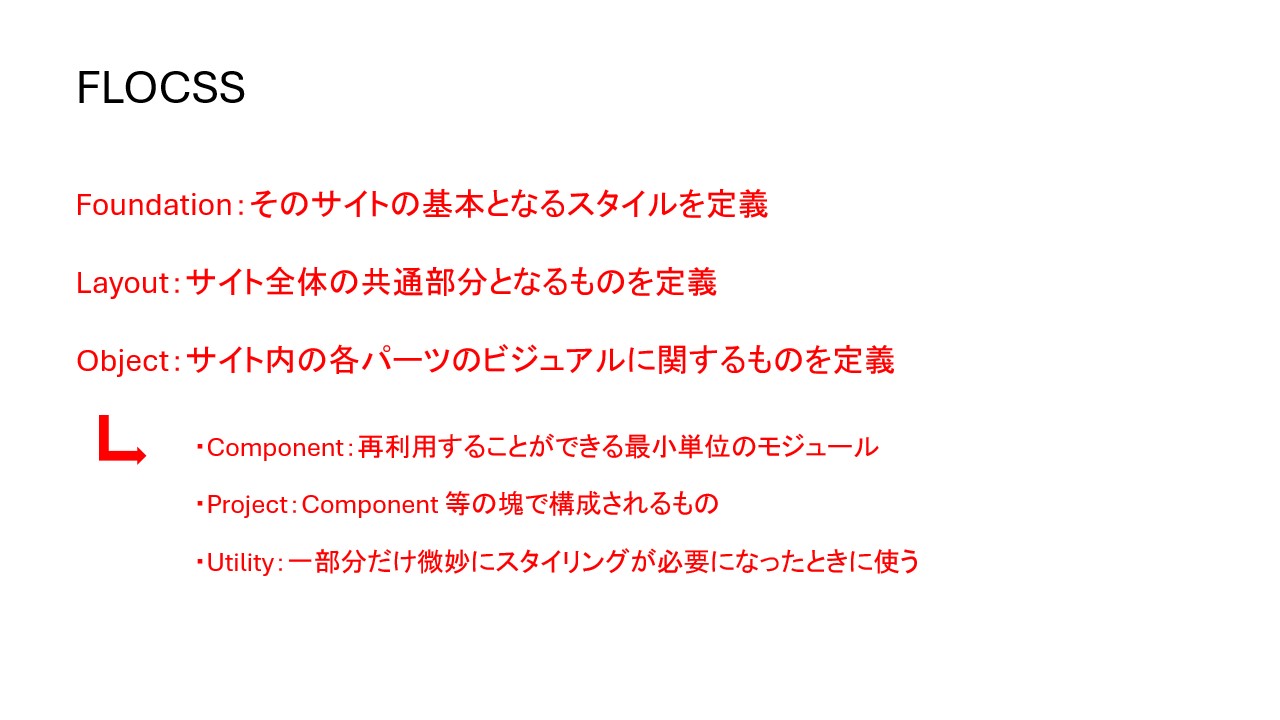 FLOCSS
Foundation：そのサイトの基本となるスタイルを定義
Layout：サイト全体の共通部分となるものを定義
Object：サイト内の各パーツのビジュアルに関するものを定義
・Component：再利用することができる最小単位のモジュール
・Project：Component 等の塊で構成されるもの
・Utility：一部分だけ微妙にスタイリングが必要になったときに使う